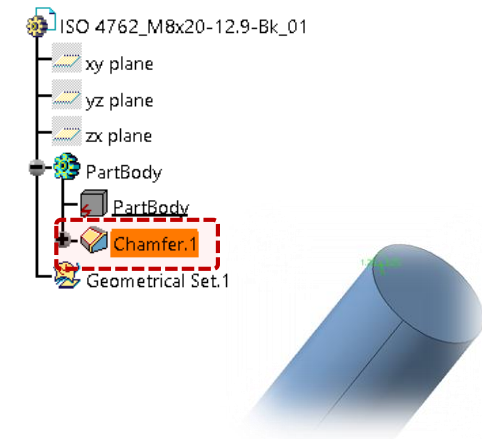 ISO 4762_M8x20-12.9-Bk_01
xy plane
yz plane
zx plane
PartBody
PartBody
Chamfer.1
Geometrical Set.1